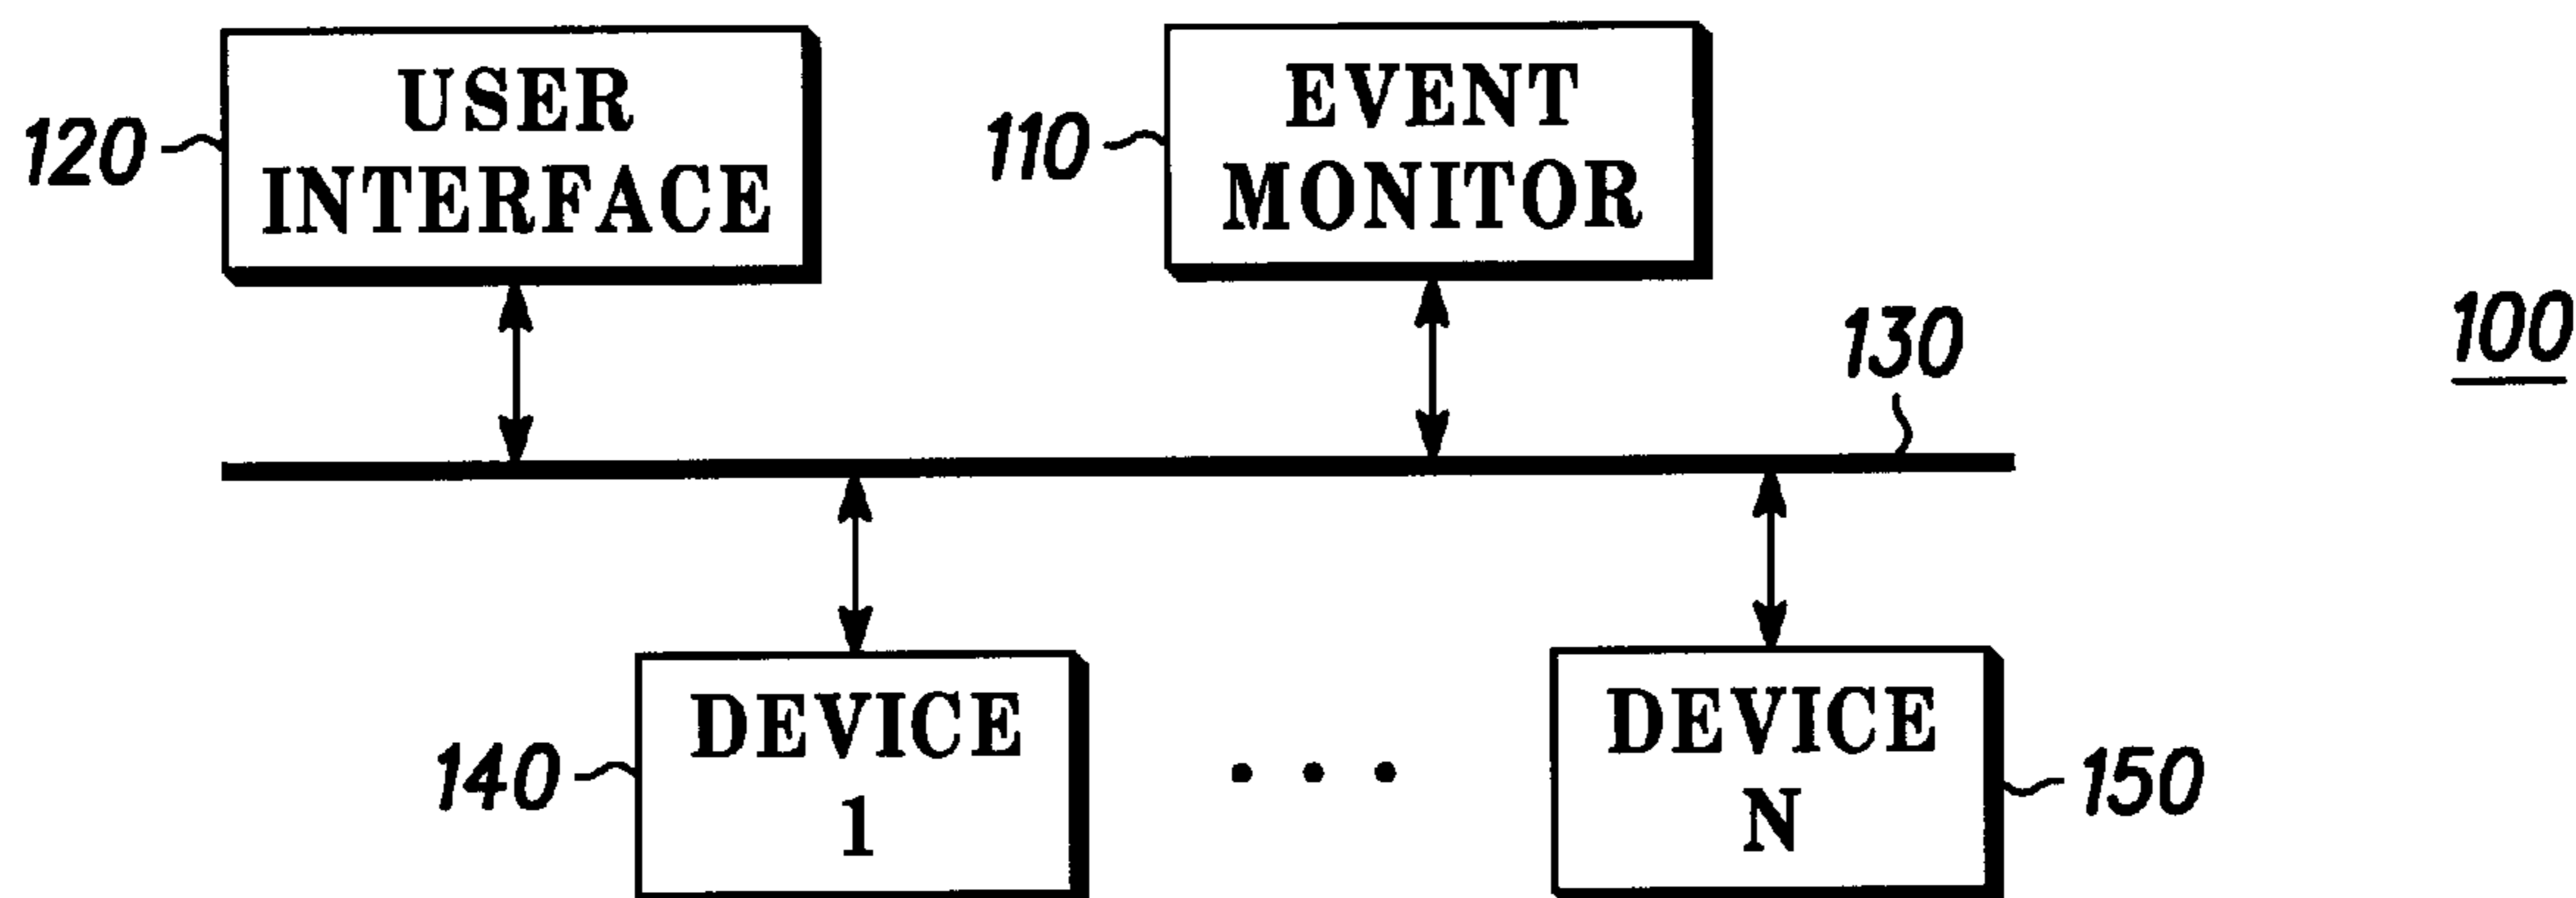 USER
INTERFACE
120
EVENT
MONITOR
110
130
100
DEVICE
1
140
. . .
DEVICE
N
150